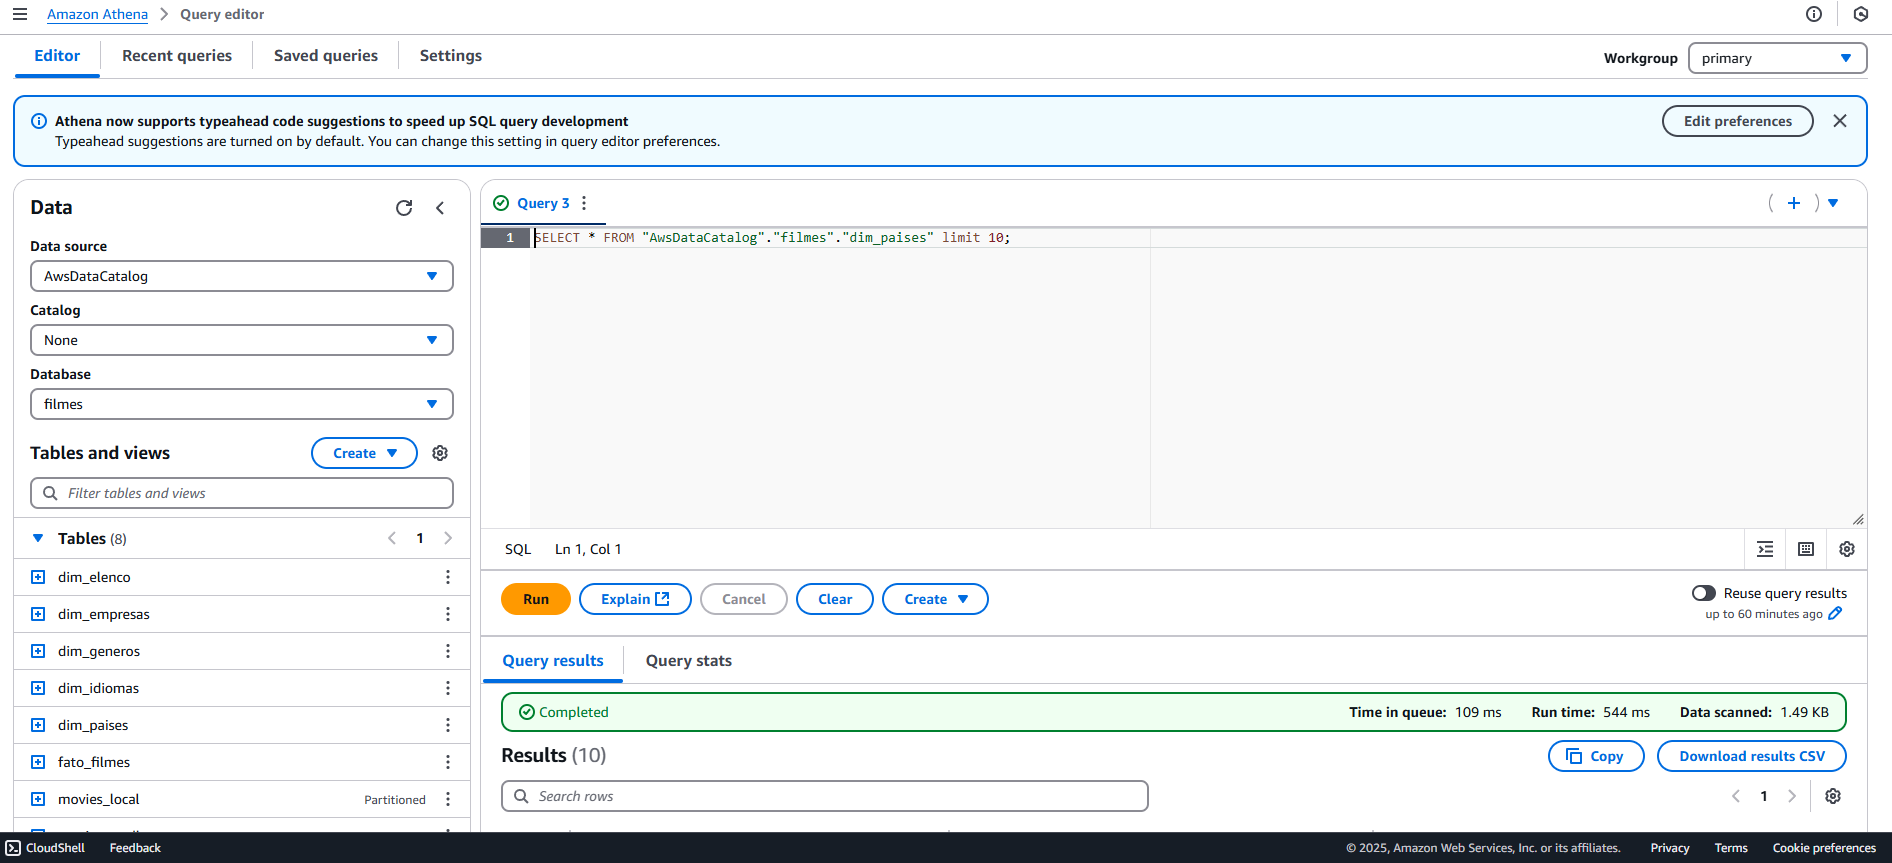 Amazon Athena > Query editor
Editor Recent queries Saved queries Settings Workgroup primary
Athena now supports typeahead code suggestions to speed up SQL query development
Typeahead suggestions are turned on by default. You can change this setting in query editor preferences.
Edit preferences
Data
Data source
AwsDataCatalog
Catalog
None
Database
filmes
Tables and views Create
Filter tables and views
Tables (8) 1
dim_elenco
dim_empresas
dim_generos
dim_idiomas
dim_paises
fato_filmes
movies_local Partitioned
Query 3
1 SELECT * FROM "AwsDataCatalog"."filmes"."dim_paises" limit 10;
SQL Ln 1, Col 1
Run Explain Cancel Clear Create
Reuse query results
up to 60 minutes ago
Query results Query stats
Completed Time in queue: 109 ms Run time: 544 ms Data scanned: 1.49 KB
Results (10) Copy Download results CSV
Search rows 1
CloudShell Feedback © 2025, Amazon Web Services, Inc. or its affiliates. Privacy Terms Cookie preferences